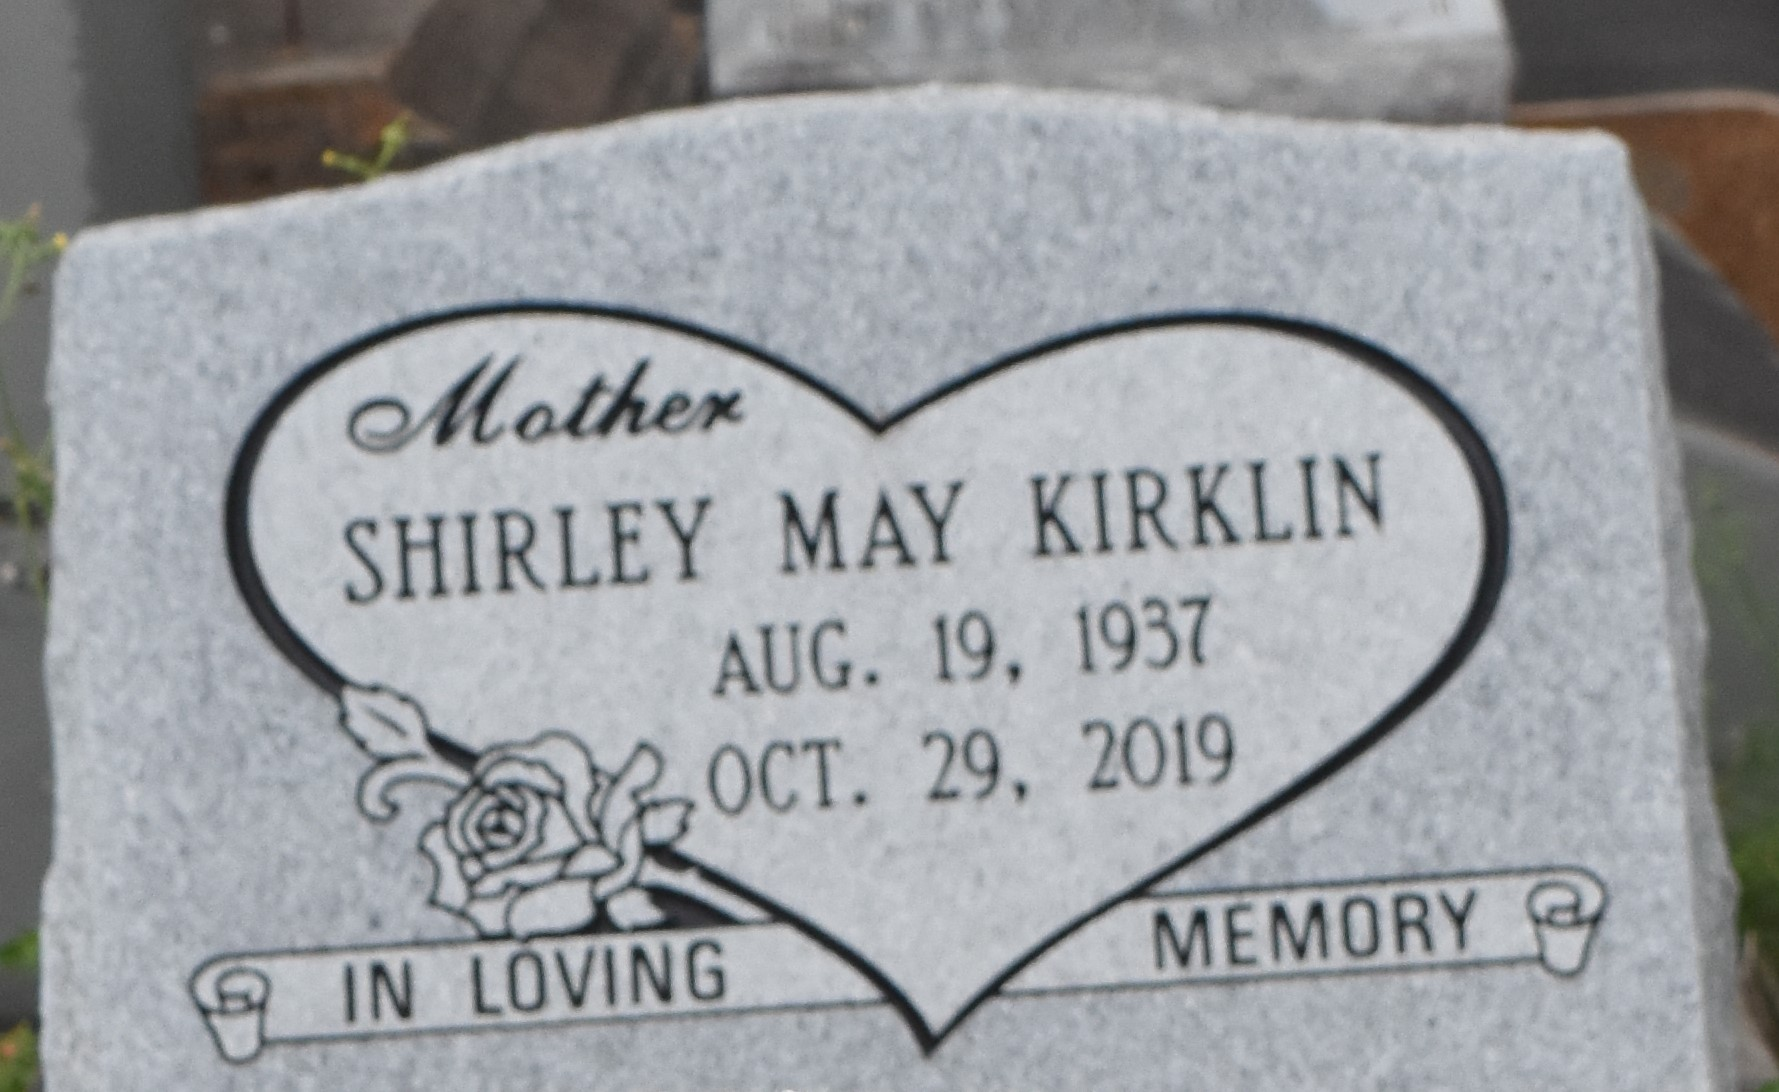 Mother
SHIRLEY MAY KIRKLIN
AUG. 19, 1937
OCT. 29, 2019
IN LOVING MEMORY